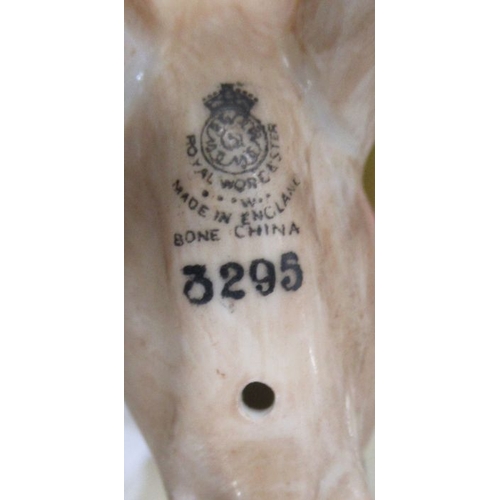 ROYAL WORCESTER
W
MADE IN ENGLAND
BONE CHINA
3295